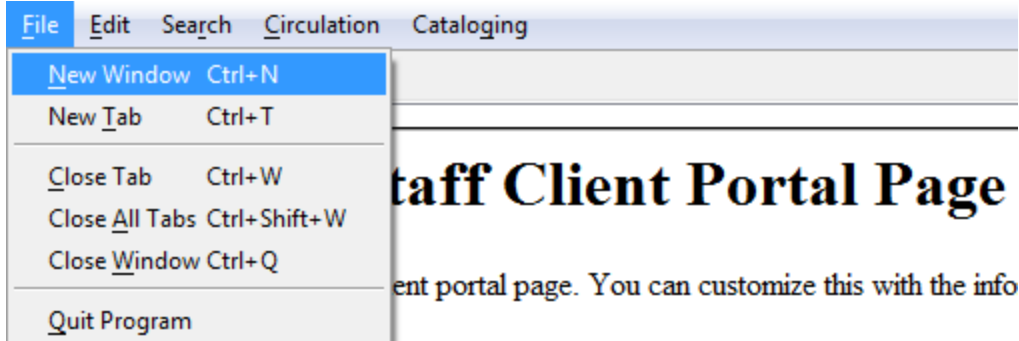 File Edit Search Circulation Cataloging
New Window Ctrl+N
New Tab Ctrl+T
Close Tab Ctrl+W
taff Client Portal Page
Close All Tabs Ctrl+Shift+W
Close Window Ctrl+Q
ent portal page. You can customize this with the info
Quit Program